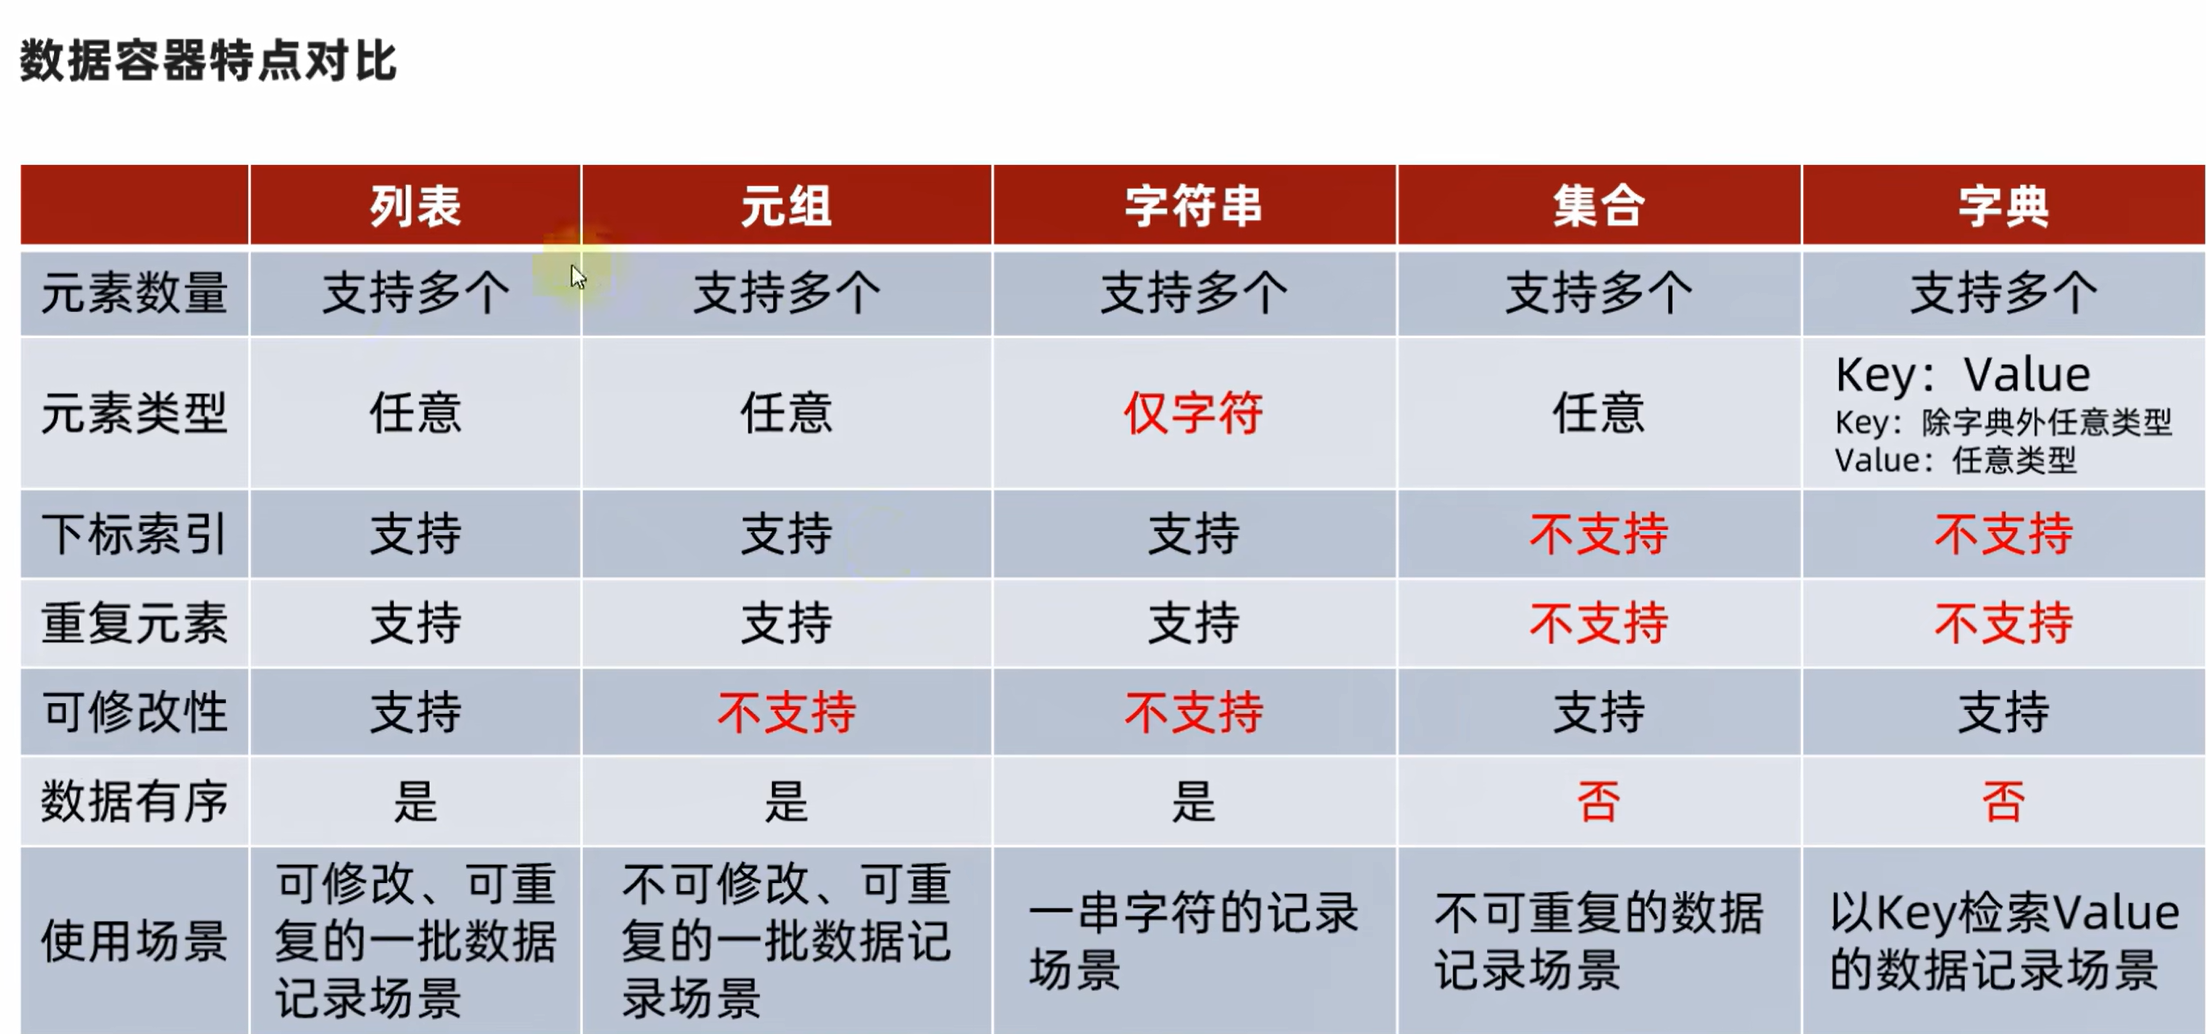 数据容器特点对比
列表 元组 字符串 集合 字典
元素数量 支持多个 支持多个 支持多个 支持多个 支持多个
元素类型 任意 任意 仅字符 任意 Key：Value
Key：除字典外任意类型
Value：任意类型
下标索引 支持 支持 支持 不支持 不支持
重复元素 支持 支持 支持 不支持 不支持
可修改性 支持 不支持 不支持 支持 支持
数据有序 是 是 是 否 否
使用场景
可修改、可重
复的一批数据
记录场景
不可修改、可重
复的一批数据记
录场景
一串字符的记录
场景
不可重复的数据
记录场景
以Key检索Value
的数据记录场景